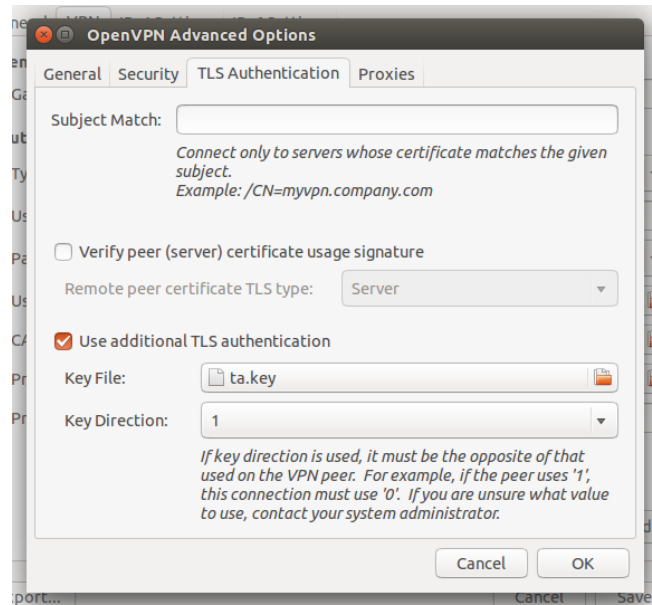 OpenVPN Advanced Options
General Security TLS Authentication Proxies
Subject Match:
Connect only to servers whose certificate matches the given
subject.
Example: /CN=myvpn.company.com
Verify peer (server) certificate usage signature
Remote peer certificate TLS type: Server
Use additional TLS authentication
Key File: ta.key
Key Direction: 1
If key direction is used, it must be the opposite of that
used on the VPN peer. For example, if the peer uses '1',
this connection must use '0'. If you are unsure what value
to use, contact your system administrator.
Cancel OK
Cancel